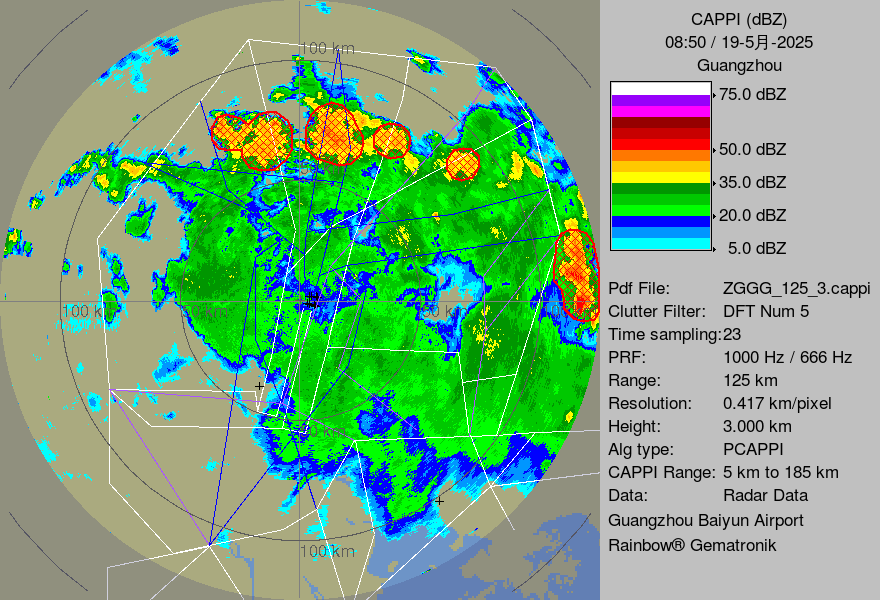 CAPPI (dBZ)
08:50 / 19-5月-2025
Guangzhou
75.0 dBZ
50.0 dBZ
35.0 dBZ
20.0 dBZ
5.0 dBZ
Pdf File: ZGGG_125_3.cappi
Clutter Filter: DFT Num 5
Time sampling:23
PRF: 1000 Hz / 666 Hz
Range: 125 km
Resolution: 0.417 km/pixel
Height: 3.000 km
Alg type: PCAPPI
CAPPI Range: 5 km to 185 km
Data: Radar Data
Guangzhou Baiyun Airport
Rainbow® Gematronik
100 km
100 km
km
km
100 km